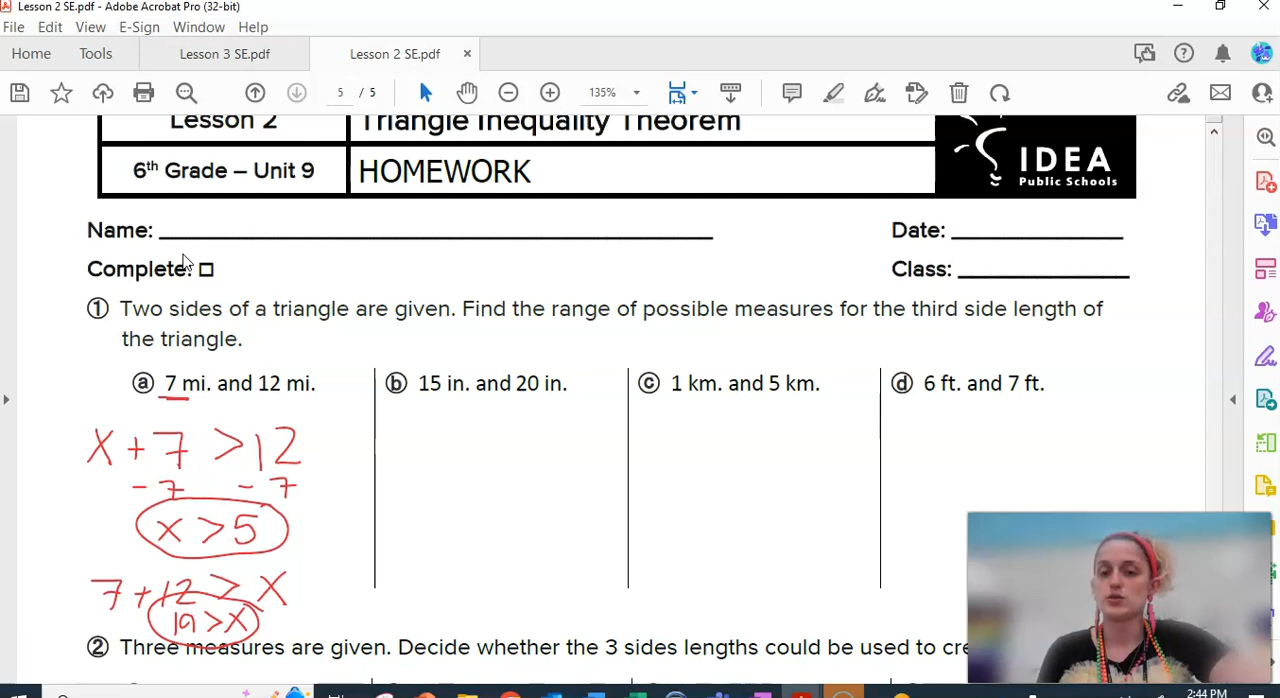 Lesson 2 SE.pdf - Adobe Acrobat Pro (32-bit)
File Edit View E-Sign Window Help
Home Tools Lesson 3 SE.pdf Lesson 2 SE.pdf ×
5 / 5 135%
Lesson 2 Triangle Inequality Theorem
6th Grade – Unit 9 HOMEWORK
IDEA
Public Schools
Name: Date:
Complete: Class:
① Two sides of a triangle are given. Find the range of possible measures for the third side length of
the triangle.
ⓐ 7 mi. and 12 mi. ⓑ 15 in. and 20 in. ⓒ 1 km. and 5 km. ⓓ 6 ft. and 7 ft.
x + 7 > 12
- 7 - 7
x > 5
7 + 12 > x
19 > x
② Three measures are given. Decide whether the 3 sides lengths could be used to cre
2:44 PM